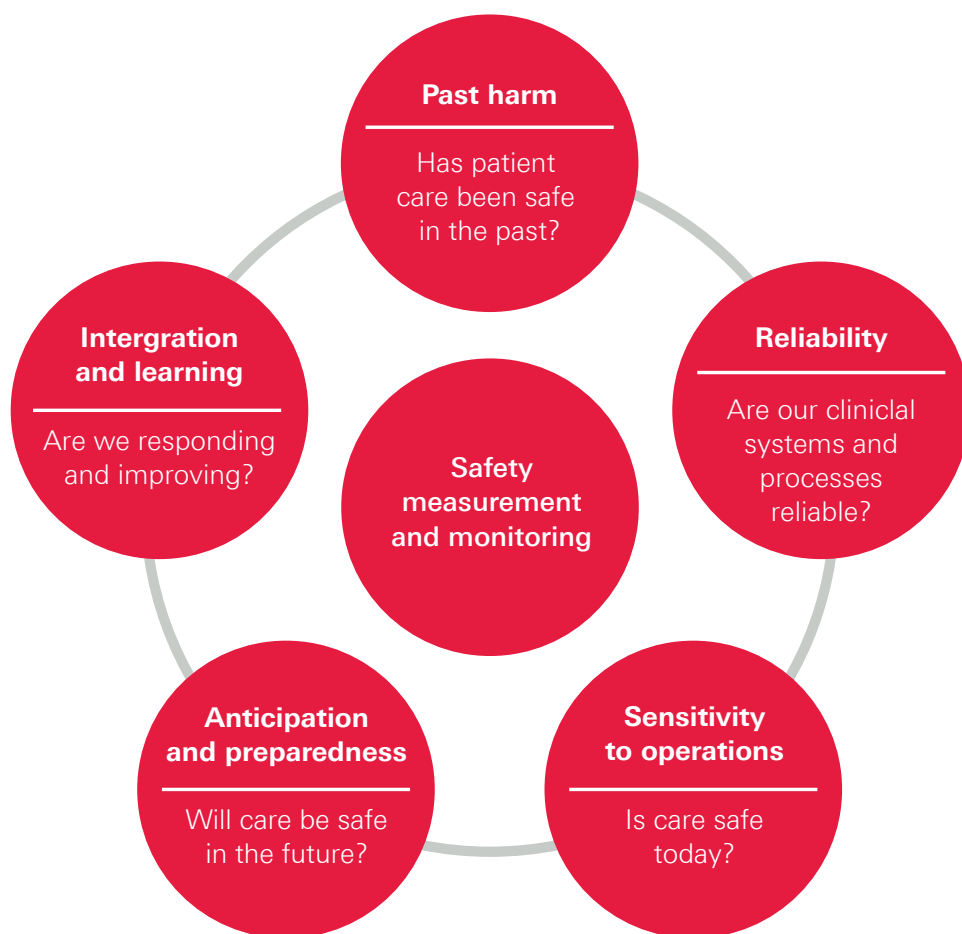 Past harm
Has patient
care been safe
in the past?
Reliability
Are our cliniclal
systems and
processes
reliable?
Sensitivity
to operations
Is care safe
today?
Anticipation
and preparedness
Will care be safe
in the future?
Intergration
and learning
Are we responding
and improving?
Safety
measurement
and monitoring